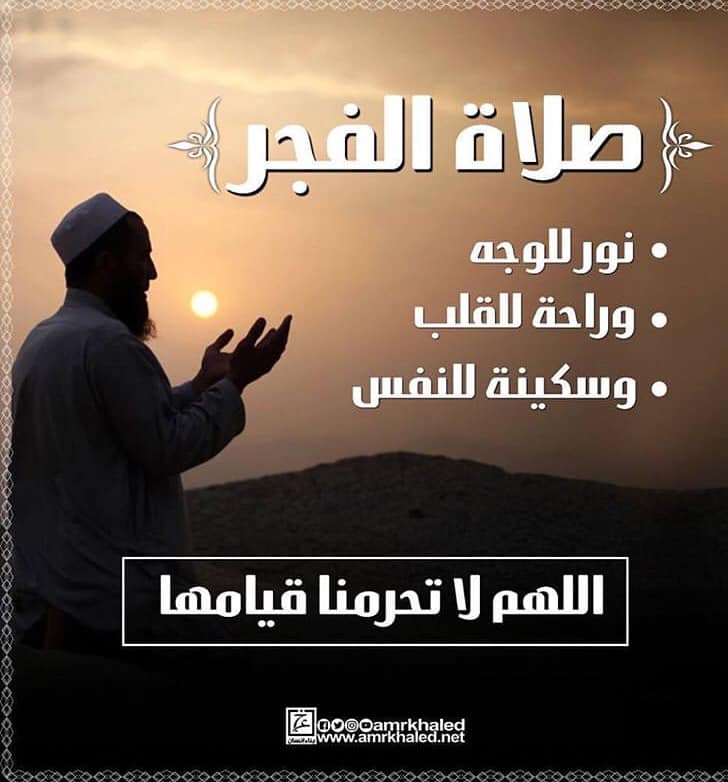 صلاة الفجر
• نور للوجه
• وراحة للقلب
• وسكينة للنفس
اللهم لا تحرمنا قيامها
amrkhaled
www.amrkhaled.net